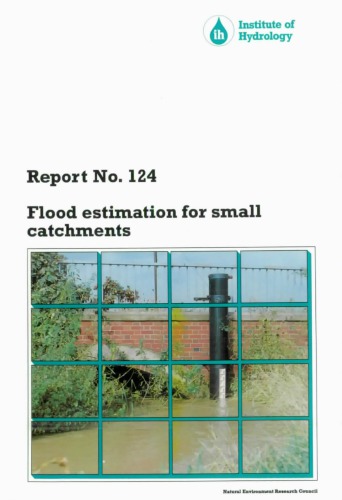 ih
Institute of
Hydrology
Report No. 124
Flood estimation for small
catchments
Natural Environment Research Council